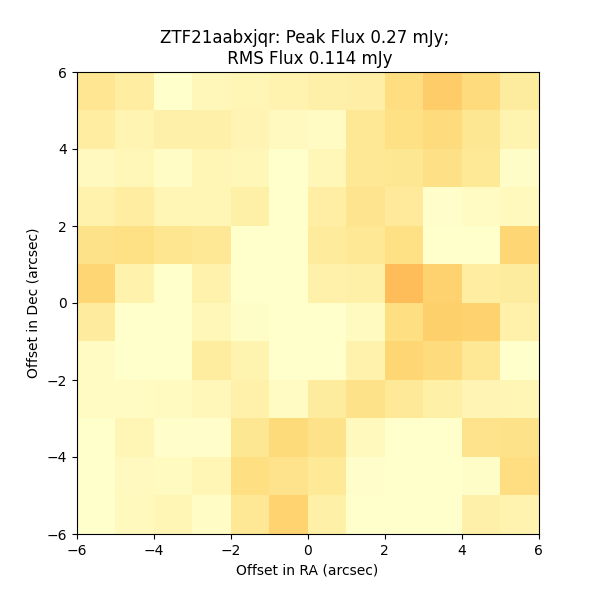 ZTF21aabxjqr: Peak Flux 0.27 mJy;
RMS Flux 0.114 mJy
6
4
2
0
−2
−4
−6
Offset in Dec (arcsec)
−6 −4 −2 0 2 4 6
Offset in RA (arcsec)